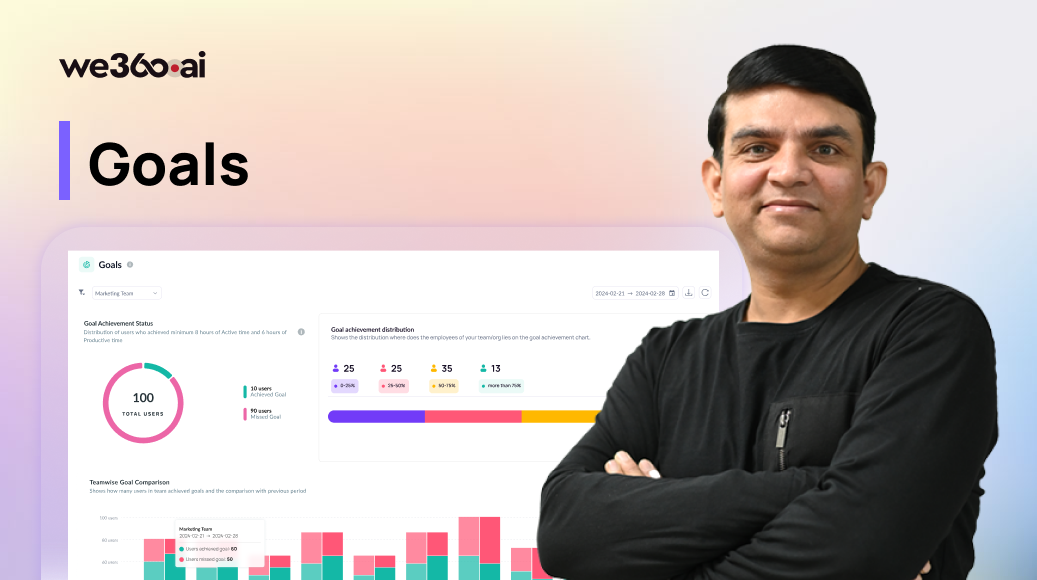 we360.ai
Goals
Goals
Marketing Team
2024-02-21 → 2024-02-28
Goal Achievement Status
Distribution of users who achieved minimum 8 hours of Active time and 6 hours of
Productive time
100
TOTAL USERS
10 users
Achieved Goal
90 users
Missed Goal
Goal achievement distribution
Shows the distribution where does the employees of your team/org lies on the goal achievement chart.
25 25 35 13
0-25% 25-50% 50-75% more than 75%
Teamwise Goal Comparison
Shows how many users in team achieved goals and the comparison with previous period
100 users
80 users
60 users
Marketing Team
2024-02-21 → 2024-02-28
Users achieved goal: 60
Users missed goal: 50